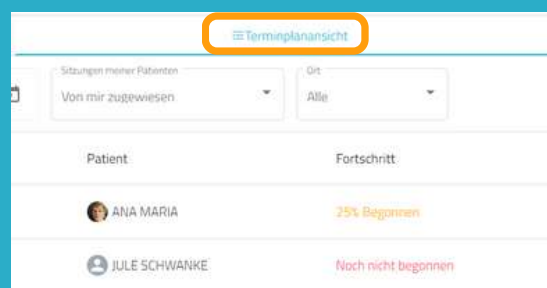 Terminplanansicht
Sitzungen meiner Patienten
Ort
Von mir zugewiesen
Alle
Patient
Fortschritt
ANA MARIA
25% Begonnen
JULE SCHWANKE
Noch nicht begonnen